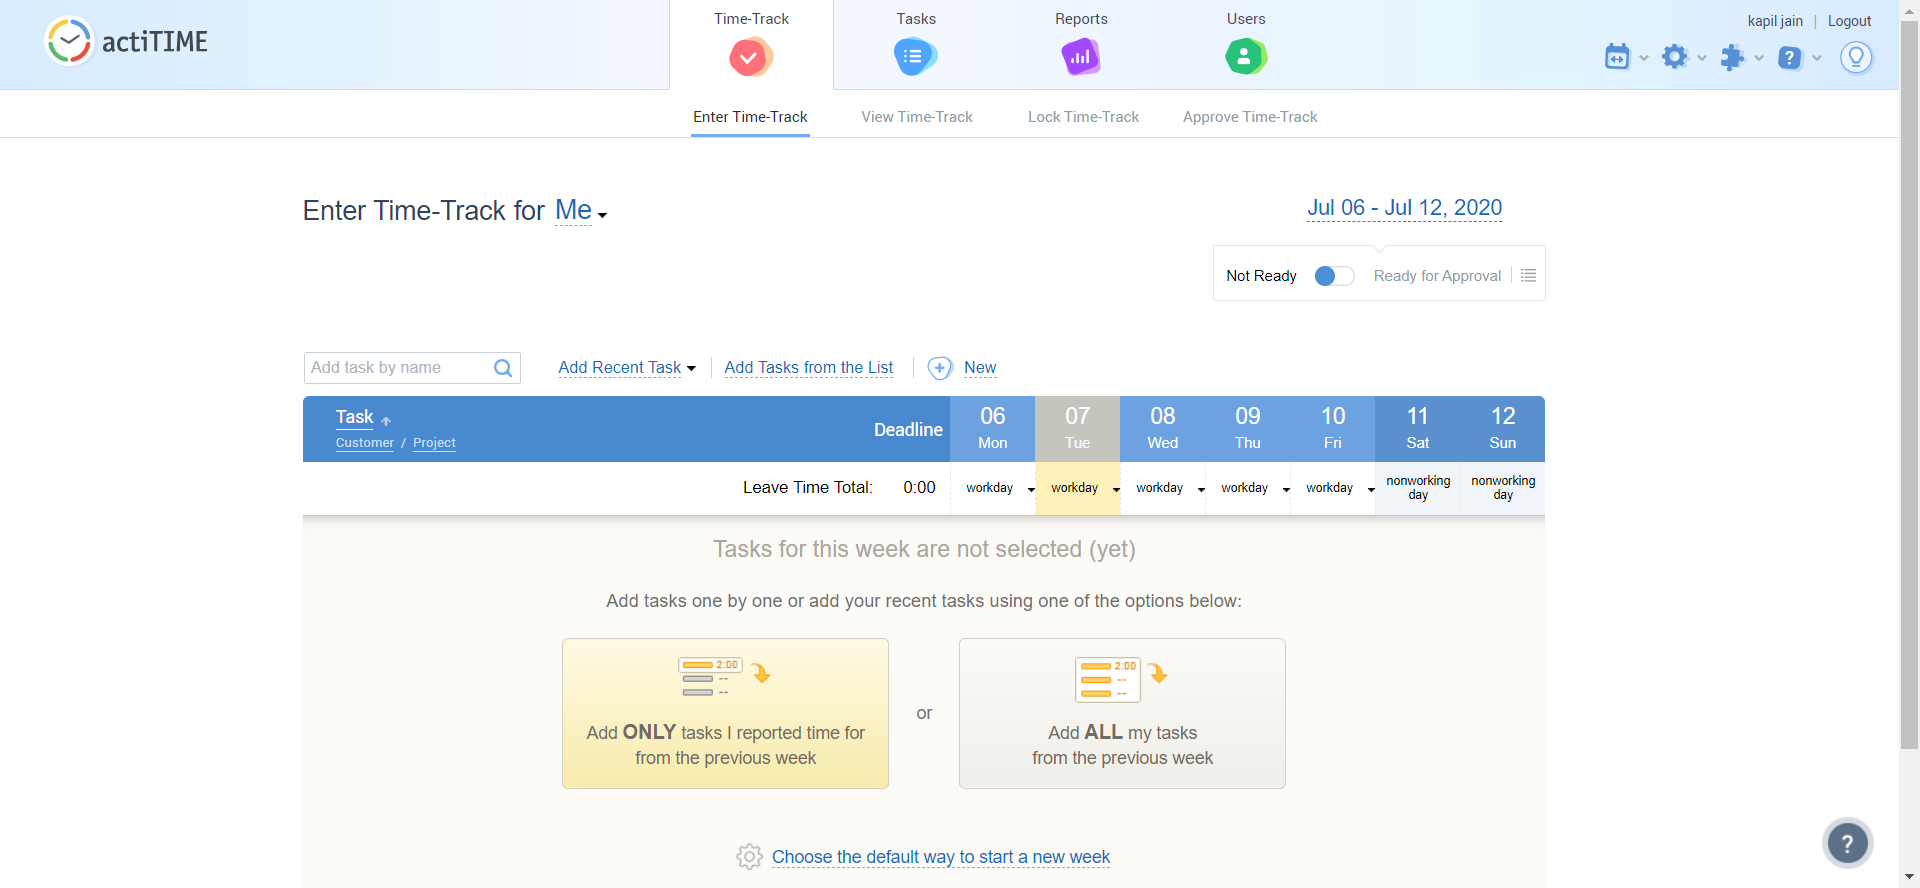 actiTIME
Time-Track
Tasks
Reports
Users
kapil jain | Logout
?
Enter Time-Track
View Time-Track
Lock Time-Track
Approve Time-Track
Enter Time-Track for Me
Jul 06 - Jul 12, 2020
Not Ready
Ready for Approval
Add task by name
Add Recent Task
Add Tasks from the List
New
Task
Customer / Project
Deadline
06 Mon
07 Tue
08 Wed
09 Thu
10 Fri
11 Sat
12 Sun
Leave Time Total: 0:00
workday
workday
workday
workday
workday
nonworking day
nonworking day
Tasks for this week are not selected (yet)
Add tasks one by one or add your recent tasks using one of the options below:
2:00
--
--
Add ONLY tasks I reported time for
from the previous week
or
2:00
--
--
Add ALL my tasks
from the previous week
Choose the default way to start a new week
?